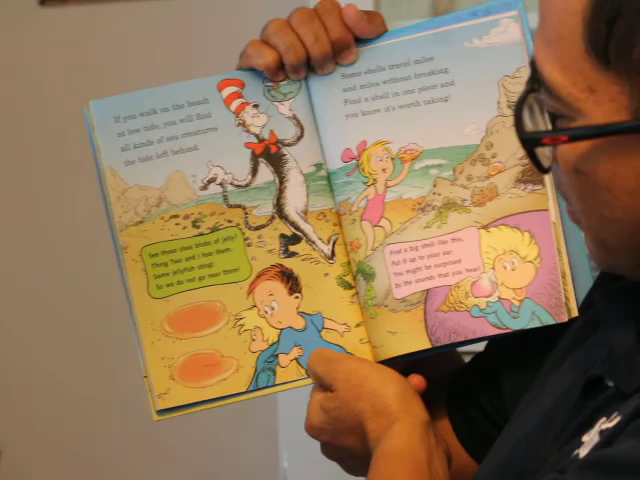 If you walk on the beach
at low tide, you will find
all kinds of sea creatures
the tide left behind.
See these clear blobs of jelly?
Thing Two and I fear them.
Some jellyfish sting!
So we do not go near them!
Some shells travel miles
and miles without breaking.
Find a shell in one piece and
you know it's worth taking!
Find a big shell like this.
Put it up to your ear.
You might be surprised
by the sounds that you hear!